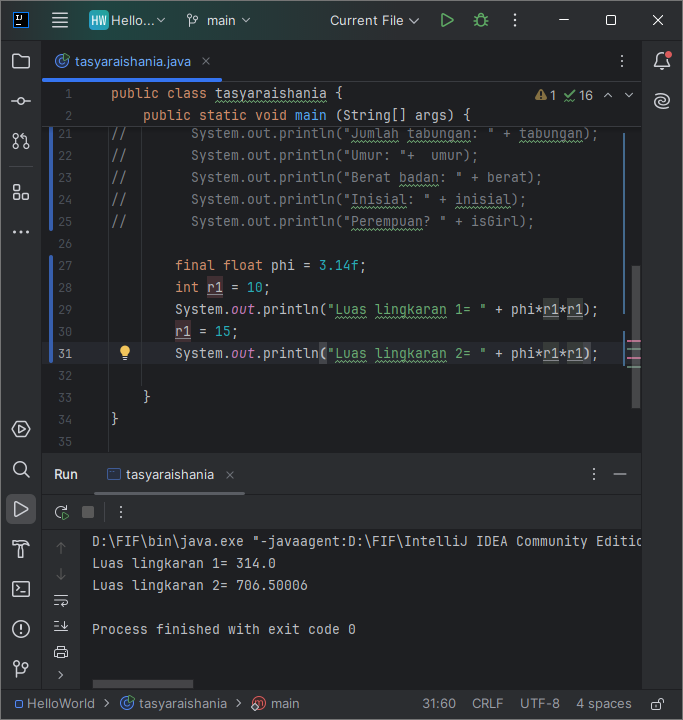 HW Hello... main Current File
tasyaraishania.java
1 public class tasyaraishania { 1 16
2 public static void main (String[] args) {
21 // System.out.println("Jumlah tabungan: " + tabungan);
22 // System.out.println("Umur: "+  umur);
23 // System.out.println("Berat badan: " + berat);
24 // System.out.println("Inisial: " + inisial);
25 // System.out.println("Perempuan? " + isGirl);
26
27 final float phi = 3.14f;
28 int r1 = 10;
29 System.out.println("Luas lingkaran 1= " + phi*r1*r1);
30 r1 = 15;
31 System.out.println("Luas lingkaran 2= " + phi*r1*r1);
32
33 }
34 }
35
Run tasyaraishania
D:\FIF\bin\java.exe "-javaagent:D:\FIF\IntelliJ IDEA Community Editio
Luas lingkaran 1= 314.0
Luas lingkaran 2= 706.50006
Process finished with exit code 0
HelloWorld tasyaraishania main 31:60 CRLF UTF-8 4 spaces